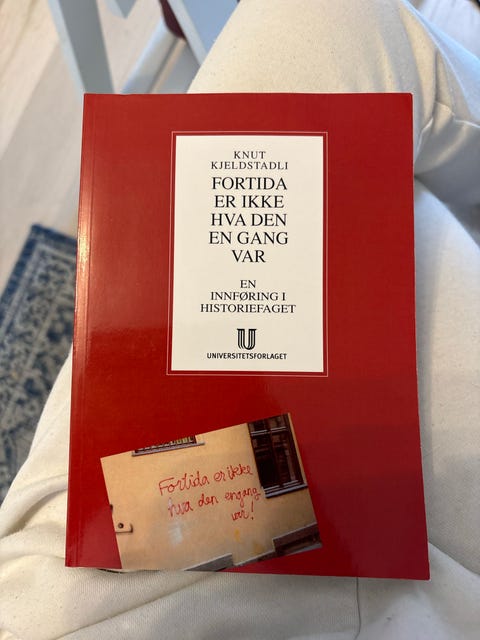 KNUT
KJELDSTADLI
FORTIDA
ER IKKE
HVA DEN
EN GANG
VAR
EN
INNFØRING I
HISTORIEFAGET
UNIVERSITETSFORLAGET
Fortida er ikke
hva den engang
var!